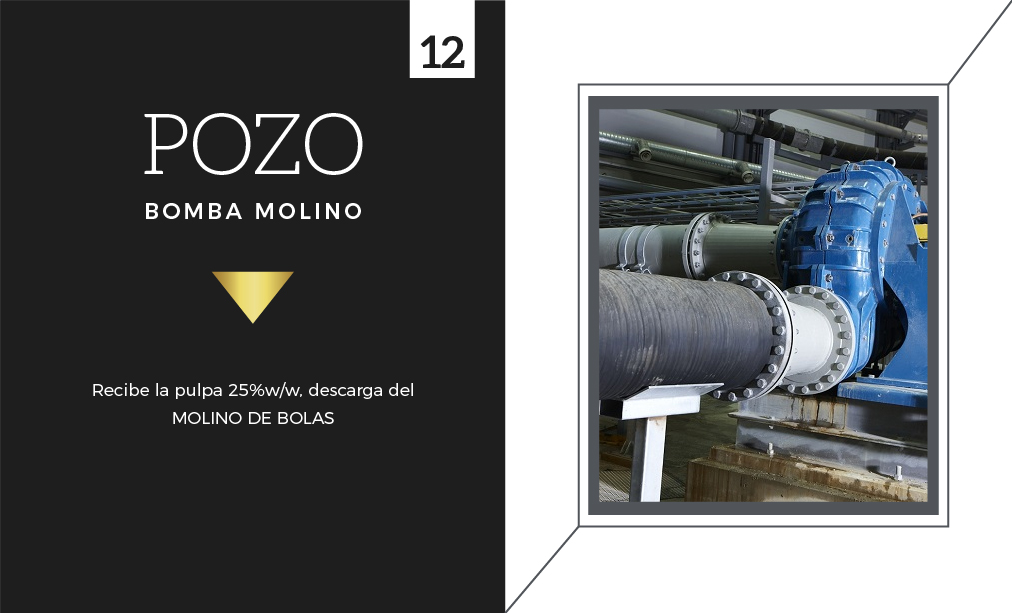 12
POZO
BOMBA MOLINO
Recibe la pulpa 25%w/w, descarga del
MOLINO DE BOLAS